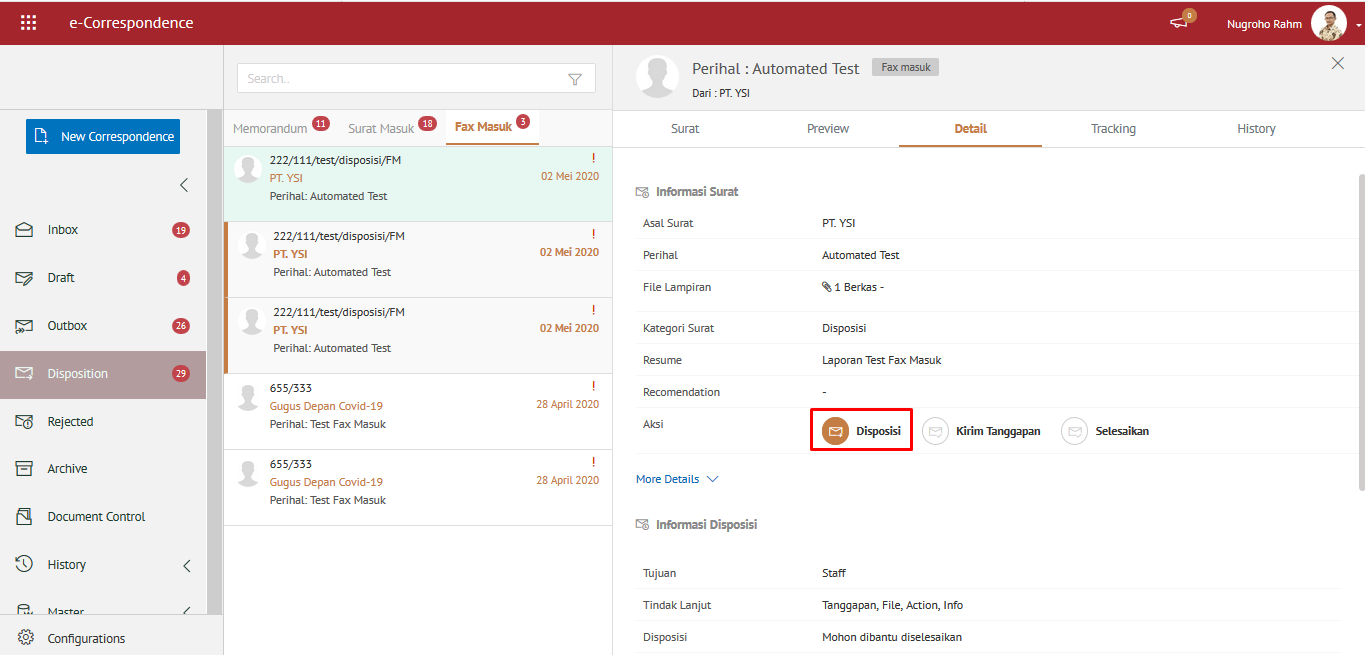 e-Correspondence
0
Nugroho Rahm
New Correspondence
Inbox 19
Draft 4
Outbox 26
Disposition 29
Rejected
Archive
Document Control
History
Master
Configurations
Search..
Memorandum 11 Surat Masuk 18 Fax Masuk 3
222/111/test/disposisi/FM !
PT. YSI 02 Mei 2020
Perihal: Automated Test
222/111/test/disposisi/FM !
PT. YSI 02 Mei 2020
Perihal: Automated Test
222/111/test/disposisi/FM !
PT. YSI 02 Mei 2020
Perihal: Automated Test
655/333 !
Gugus Depan Covid-19 28 April 2020
Perihal: Test Fax Masuk
655/333 !
Gugus Depan Covid-19 28 April 2020
Perihal: Test Fax Masuk
Perihal : Automated Test Fax masuk
Dari : PT. YSI
Surat Preview Detail Tracking History
Informasi Surat
Asal Surat PT. YSI
Perihal Automated Test
File Lampiran 1 Berkas -
Kategori Surat Disposisi
Resume Laporan Test Fax Masuk
Recomendation -
Aksi Disposisi Kirim Tanggapan Selesaikan
More Details
Informasi Disposisi
Tujuan Staff
Tindak Lanjut Tanggapan, File, Action, Info
Disposisi Mohon dibantu diselesaikan